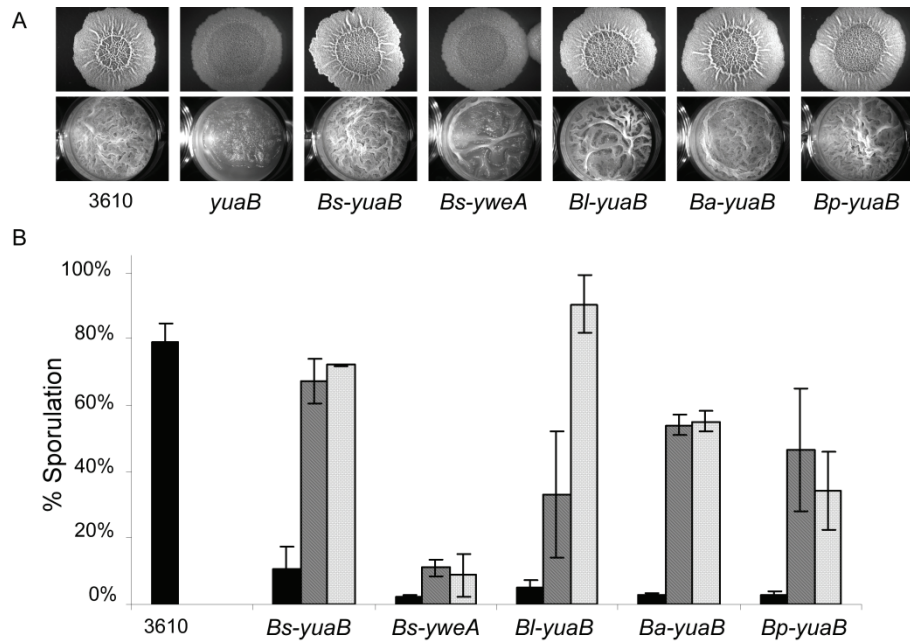 A
3610 yuaB Bs-yuaB Bs-yweA Bl-yuaB Ba-yuaB Bp-yuaB
B
100%
80%
60%
40%
20%
0%
% Sporulation
3610 Bs-yuaB Bs-yweA Bl-yuaB Ba-yuaB Bp-yuaB